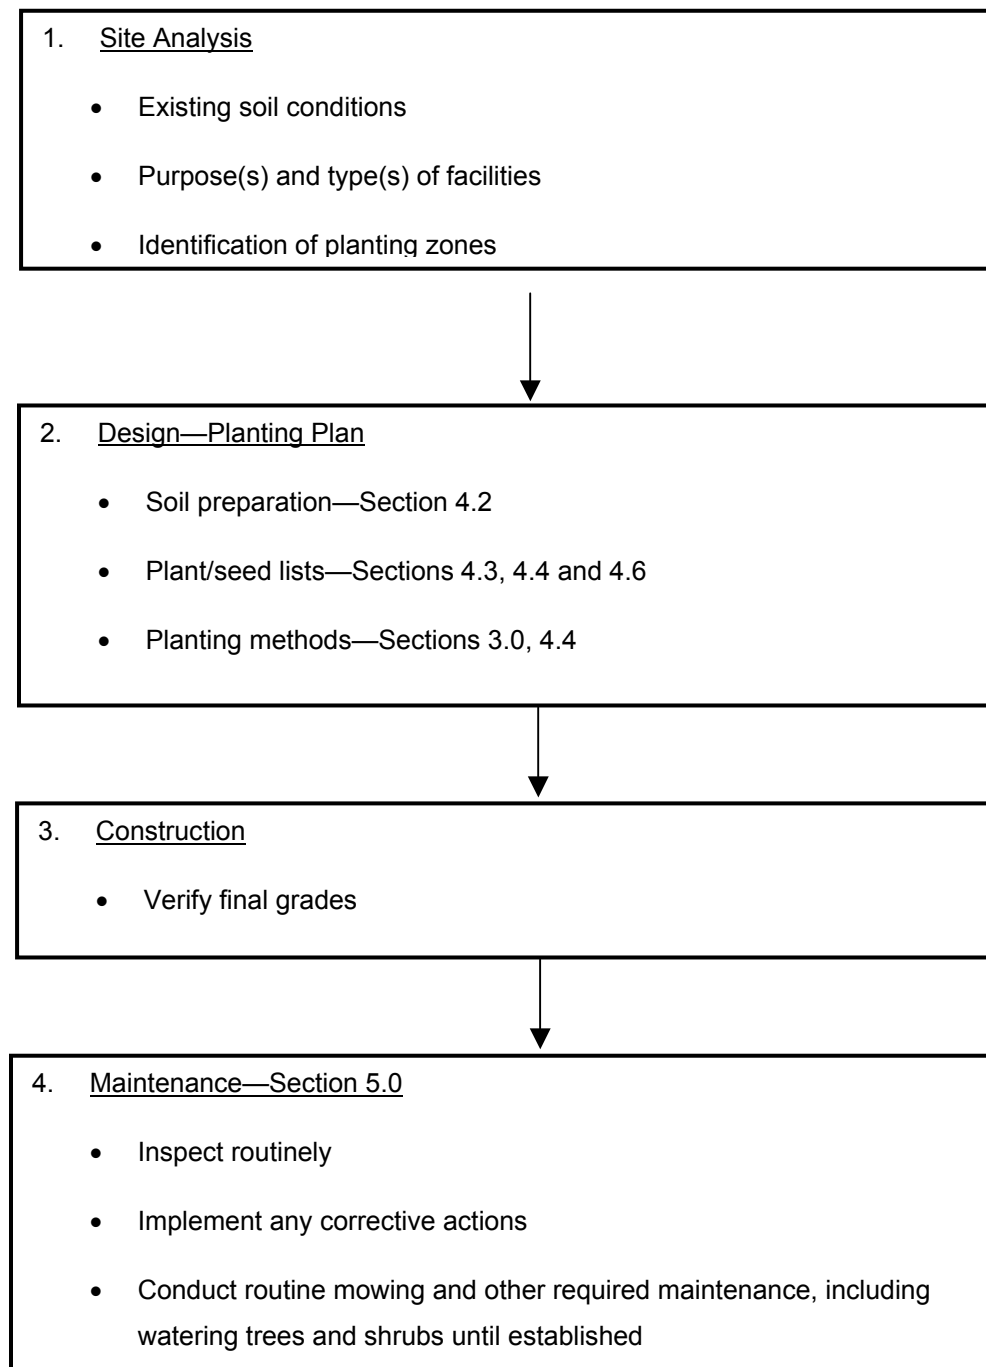 1. Site Analysis
• Existing soil conditions
• Purpose(s) and type(s) of facilities
• Identification of planting zones
2. Design—Planting Plan
• Soil preparation—Section 4.2
• Plant/seed lists—Sections 4.3, 4.4 and 4.6
• Planting methods—Sections 3.0, 4.4
3. Construction
• Verify final grades
4. Maintenance—Section 5.0
• Inspect routinely
• Implement any corrective actions
• Conduct routine mowing and other required maintenance, including
watering trees and shrubs until established